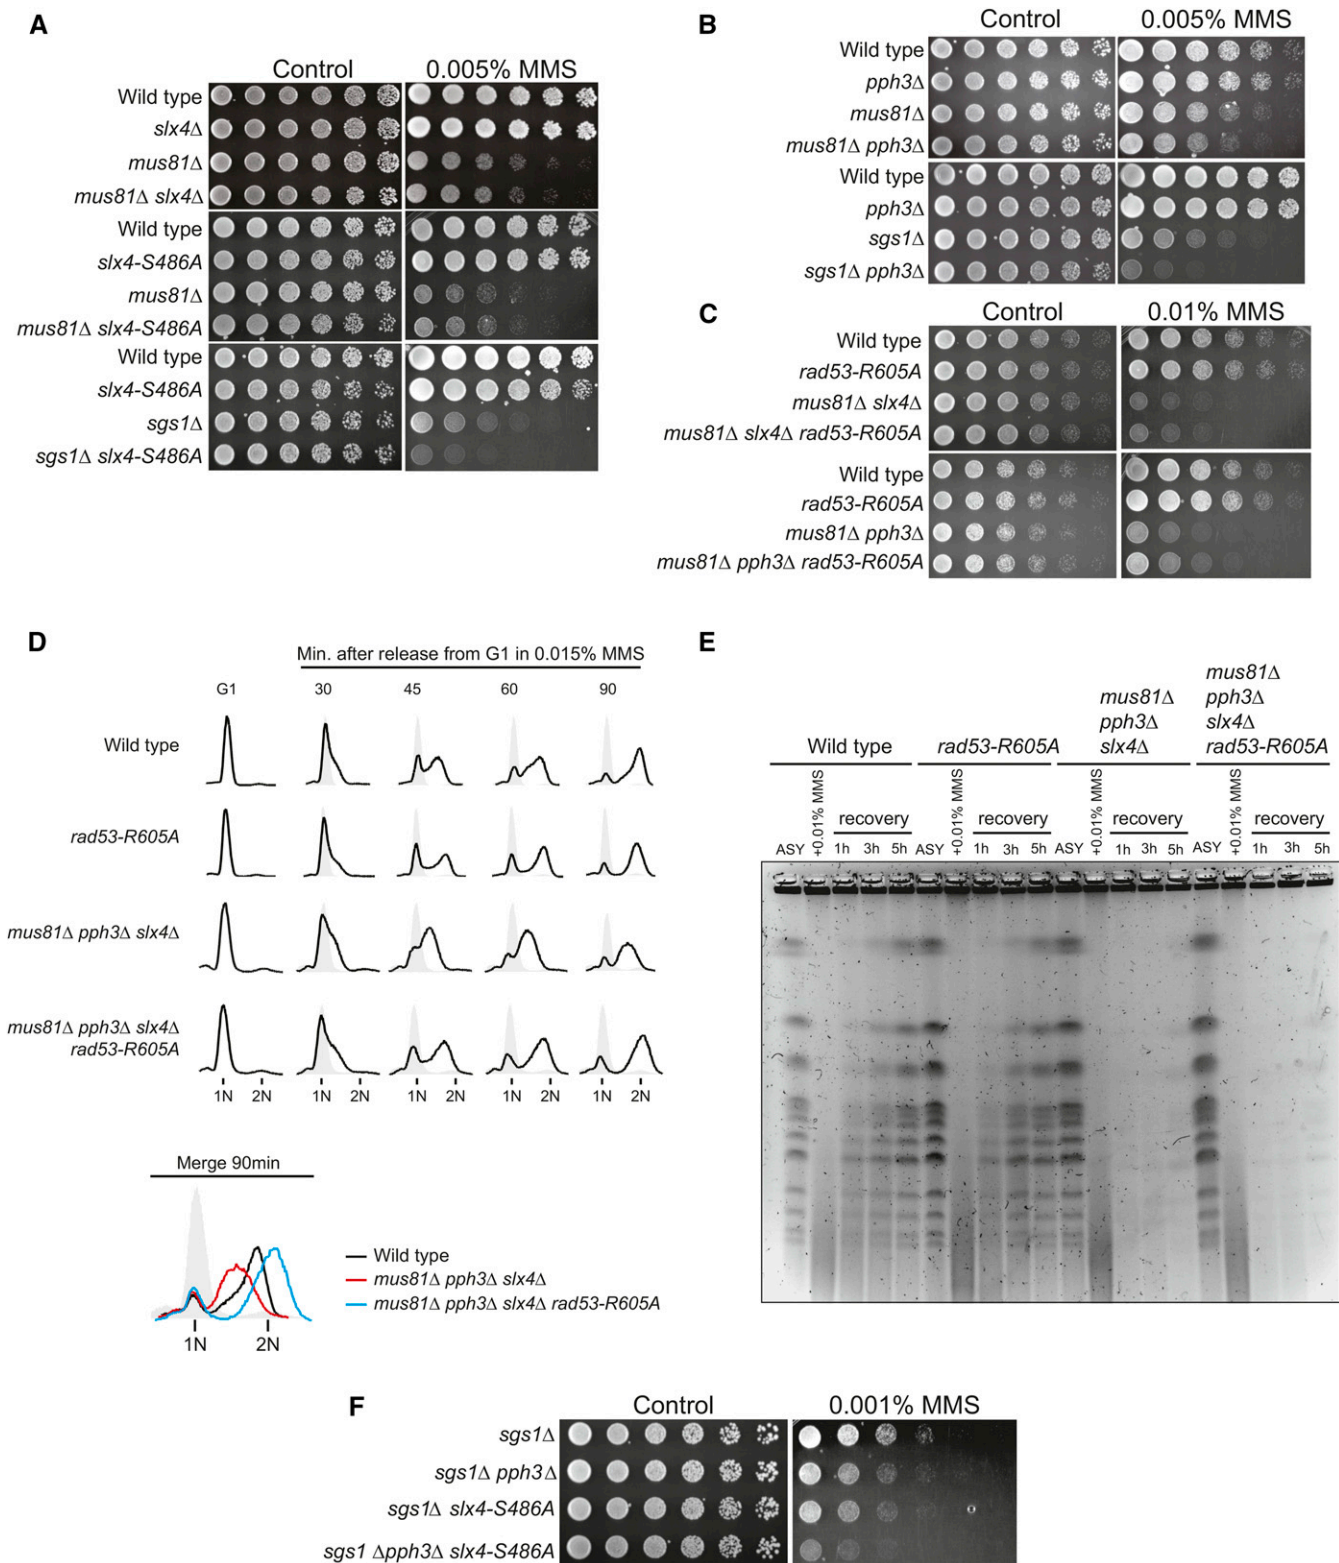 A
Control 0.005% MMS
Wild type
slx4Δ
mus81Δ
mus81Δ slx4Δ
Wild type
slx4-S486A
mus81Δ
mus81Δ slx4-S486A
Wild type
slx4-S486A
sgs1Δ
sgs1Δ slx4-S486A
B
Control 0.005% MMS
Wild type
pph3Δ
mus81Δ
mus81Δ pph3Δ
Wild type
pph3Δ
sgs1Δ
sgs1Δ pph3Δ
C
Control 0.01% MMS
Wild type
rad53-R605A
mus81Δ slx4Δ
mus81Δ slx4Δ rad53-R605A
Wild type
rad53-R605A
mus81Δ pph3Δ
mus81Δ pph3Δ rad53-R605A
D
Min. after release from G1 in 0.015% MMS
G1 30 45 60 90
Wild type
rad53-R605A
mus81Δ pph3Δ slx4Δ
mus81Δ pph3Δ slx4Δ
rad53-R605A
1N 2N 1N 2N 1N 2N 1N 2N 1N 2N
Merge 90min
Wild type
mus81Δ pph3Δ slx4Δ
mus81Δ pph3Δ slx4Δ rad53-R605A
1N 2N
E
Wild type
rad53-R605A
mus81Δ
pph3Δ
slx4Δ
mus81Δ
pph3Δ
slx4Δ
rad53-R605A
+0.01% MMS +0.01% MMS +0.01% MMS +0.01% MMS
recovery recovery recovery recovery
ASY 1h 3h 5h ASY 1h 3h 5h ASY 1h 3h 5h ASY 1h 3h 5h
F
Control 0.001% MMS
sgs1Δ
sgs1Δ pph3Δ
sgs1Δ slx4-S486A
sgs1 Δpph3Δ slx4-S486A